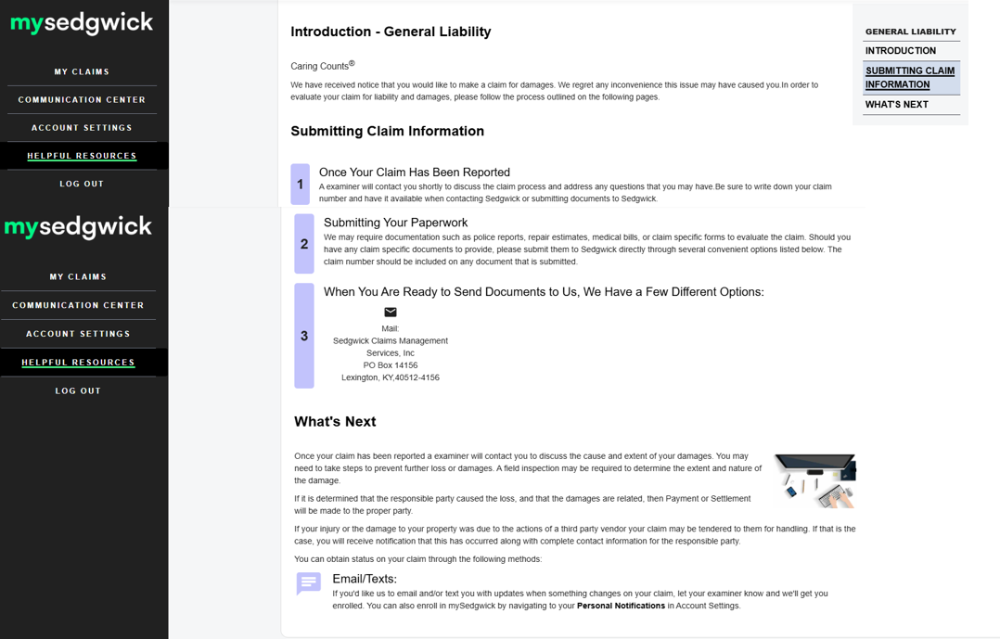 mysedgwick
MY CLAIMS
COMMUNICATION CENTER
ACCOUNT SETTINGS
HELPFUL RESOURCES
LOG OUT
mysedgwick
MY CLAIMS
COMMUNICATION CENTER
ACCOUNT SETTINGS
HELPFUL RESOURCES
LOG OUT
Introduction - General Liability
Caring Counts®
We have received notice that you would like to make a claim for damages. We regret any inconvenience this issue may have caused you.In order to
evaluate your claim for liability and damages, please follow the process outlined on the following pages.
Submitting Claim Information
1
Once Your Claim Has Been Reported
A examiner will contact you shortly to discuss the claim process and address any questions that you may have.Be sure to write down your claim
number and have it available when contacting Sedgwick or submitting documents to Sedgwick.
2
Submitting Your Paperwork
We may require documentation such as police reports, repair estimates, medical bills, or claim specific forms to evaluate the claim. Should you
have any claim specific documents to provide, please submit them to Sedgwick directly through several convenient options listed below. The
claim number should be included on any document that is submitted.
3
When You Are Ready to Send Documents to Us, We Have a Few Different Options:
Mail:
Sedgwick Claims Management
Services, Inc
PO Box 14156
Lexington, KY,40512-4156
What's Next
Once your claim has been reported a examiner will contact you to discuss the cause and extent of your damages. You may
need to take steps to prevent further loss or damages. A field inspection may be required to determine the extent and nature of
the damage.
If it is determined that the responsible party caused the loss, and that the damages are related, then Payment or Settlement
will be made to the proper party.
If your injury or the damage to your property was due to the actions of a third party vendor your claim may be tendered to them for handling. If that is the
case, you will receive notification that this has occurred along with complete contact information for the responsible party.
You can obtain status on your claim through the following methods:
Email/Texts:
If you'd like us to email and/or text you with updates when something changes on your claim, let your examiner know and we'll get you
enrolled. You can also enroll in mySedgwick by navigating to your Personal Notifications in Account Settings.
GENERAL LIABILITY
INTRODUCTION
SUBMITTING CLAIM
INFORMATION
WHAT'S NEXT